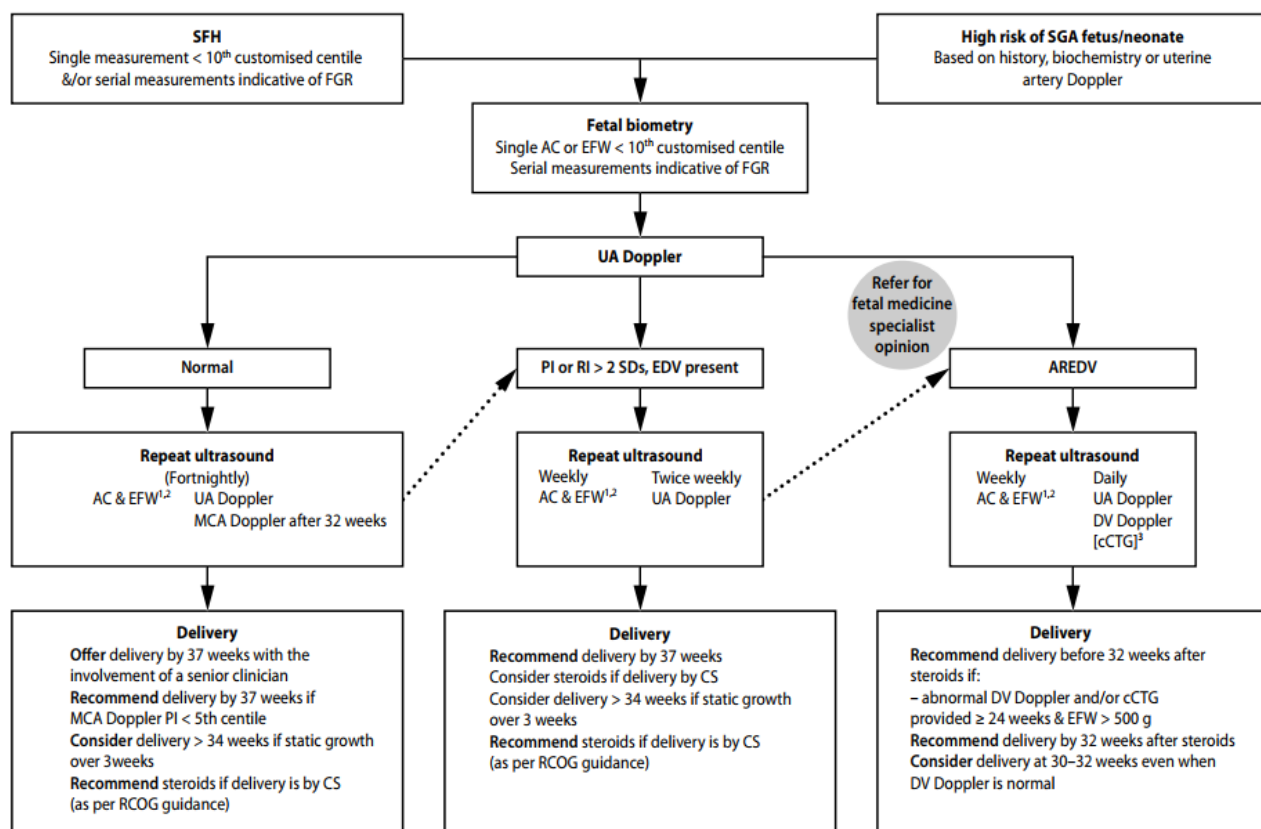 SFH
Single measurement < 10th customised centile
&/or serial measurements indicative of FGR
High risk of SGA fetus/neonate
Based on history, biochemistry or uterine
artery Doppler
Fetal biometry
Single AC or EFW < 10th customised centile
Serial measurements indicative of FGR
UA Doppler
Refer for
fetal medicine
specialist
opinion
Normal
PI or RI > 2 SDs, EDV present
AREDV
Repeat ultrasound
(Fortnightly)
AC & EFW1,2 UA Doppler
MCA Doppler after 32 weeks
Repeat ultrasound
Weekly Twice weekly
AC & EFW1,2 UA Doppler
Repeat ultrasound
Weekly Daily
AC & EFW1,2 UA Doppler
DV Doppler
[cCTG]3
Delivery
Offer delivery by 37 weeks with the
involvement of a senior clinician
Recommend delivery by 37 weeks if
MCA Doppler PI < 5th centile
Consider delivery > 34 weeks if static growth
over 3weeks
Recommend steroids if delivery is by CS
(as per RCOG guidance)
Delivery
Recommend delivery by 37 weeks
Consider steroids if delivery by CS
Consider delivery > 34 weeks if static growth
over 3 weeks
Recommend steroids if delivery is by CS
(as per RCOG guidance)
Delivery
Recommend delivery before 32 weeks after
steroids if:
– abnormal DV Doppler and/or cCTG
provided ≥ 24 weeks & EFW > 500 g
Recommend delivery by 32 weeks after steroids
Consider delivery at 30–32 weeks even when
DV Doppler is normal